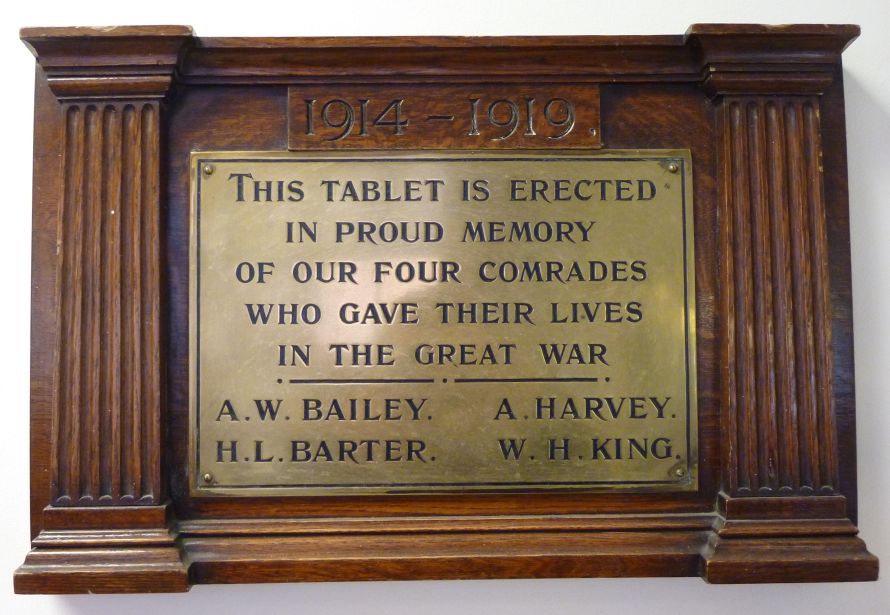 1914 - 1919.
THIS TABLET IS ERECTED
IN PROUD MEMORY
OF OUR FOUR COMRADES
WHO GAVE THEIR LIVES
IN THE GREAT WAR
A.W. BAILEY. A. HARVEY.
H.L. BARTER. W. H. KING.